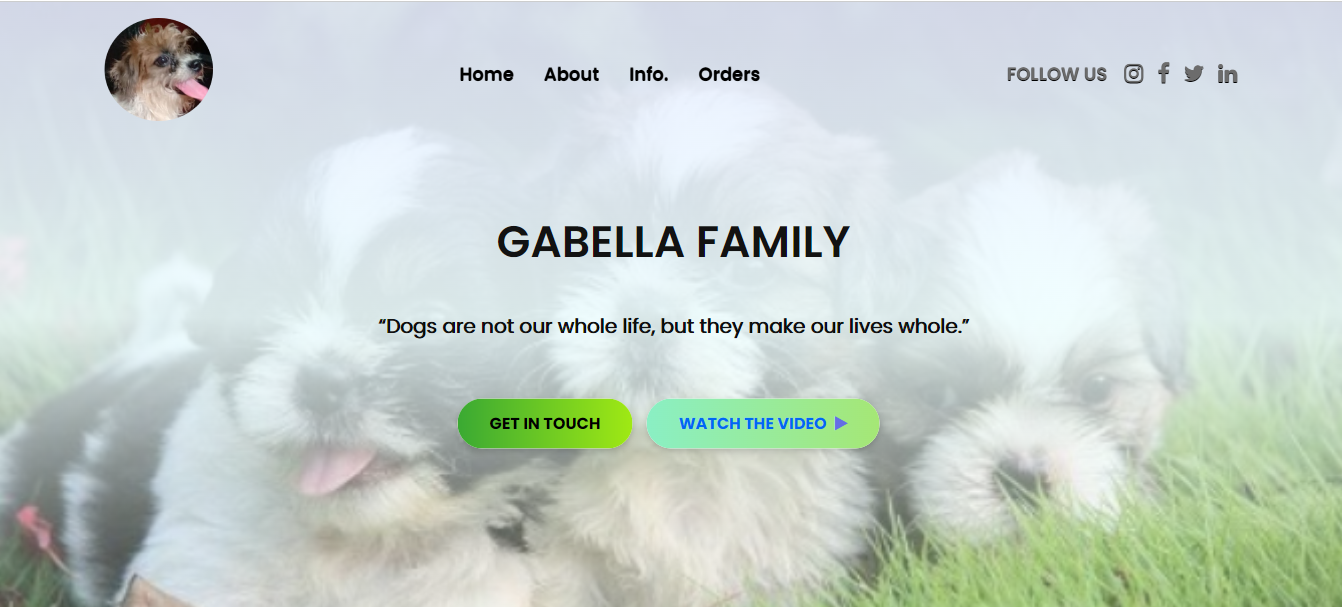 Home About Info. Orders FOLLOW US
GABELLA FAMILY
“Dogs are not our whole life, but they make our lives whole.”
GET IN TOUCH WATCH THE VIDEO